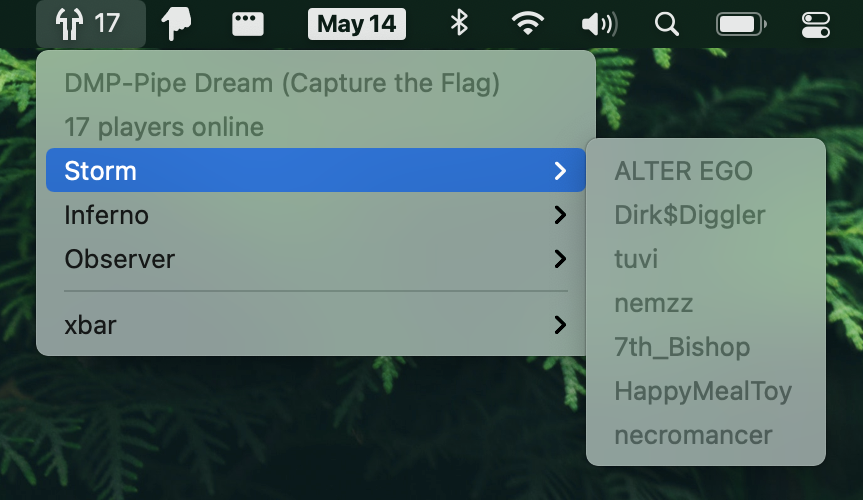 17
May 14
DMP-Pipe Dream (Capture the Flag)
17 players online
Storm
Inferno
Observer
xbar
ALTER EGO
Dirk$Diggler
tuvi
nemzz
7th_Bishop
HappyMealToy
necromancer